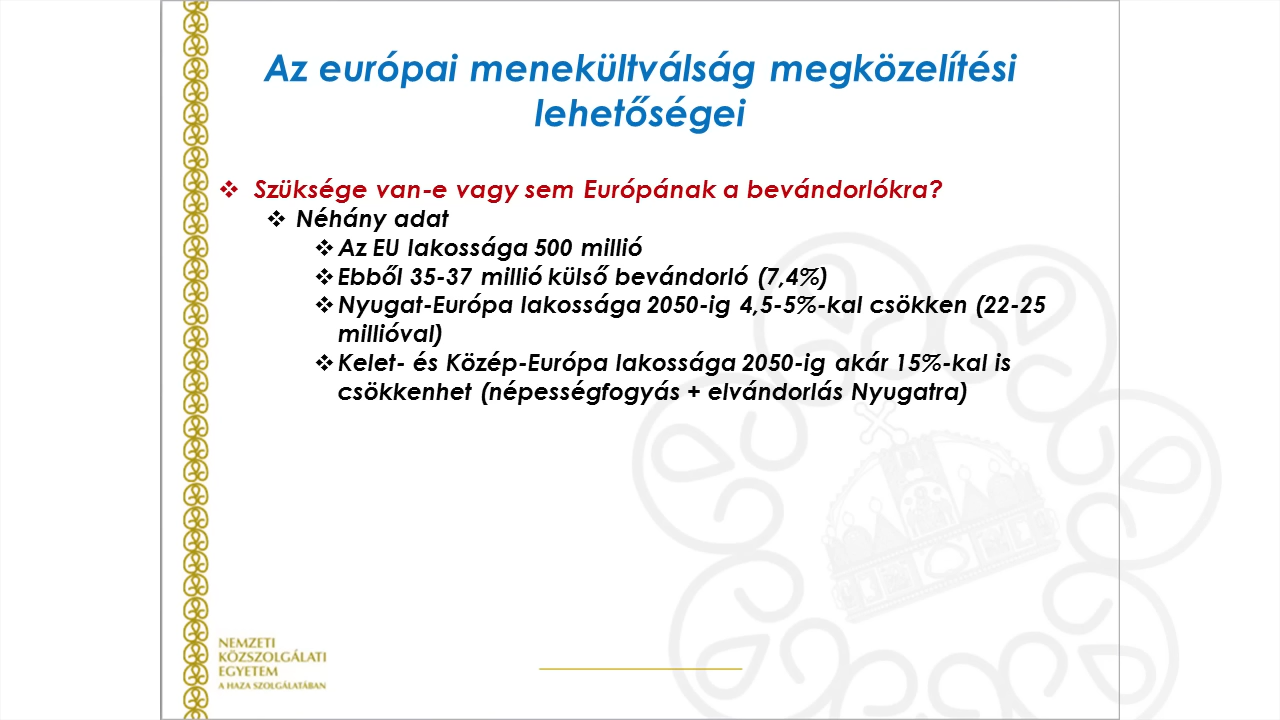 Az európai menekültválság megközelítési
lehetőségei
❖ Szüksége van-e vagy sem Európának a bevándorlókra?
❖ Néhány adat
❖ Az EU lakossága 500 millió
❖ Ebből 35-37 millió külső bevándorló (7,4%)
❖ Nyugat-Európa lakossága 2050-ig 4,5-5%-kal csökken (22-25
millióval)
❖ Kelet- és Közép-Európa lakossága 2050-ig akár 15%-kal is
csökkenhet (népességfogyás + elvándorlás Nyugatra)
NEMZETI
KÖZSZOLGÁLATI
EGYETEM
A HAZA SZOLGÁLATÁBAN